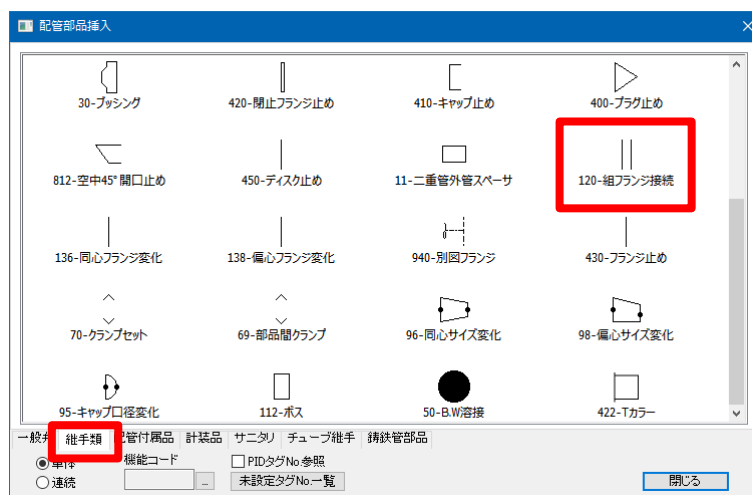 配管部品挿入
30-ブッシング 420-閉止フランジ止め 410-キャップ止め 400-プラグ止め
812-空中45°開口止め 450-ディスク止め 11-二重管外管スペーサ 120-組フランジ接続
136-同心フランジ変化 138-偏心フランジ変化 940-別図フランジ 430-フランジ止め
70-クランプセット 69-部品間クランプ 96-同心サイズ変化 98-偏心サイズ変化
95-キャップ口径変化 112-ボス 50-B.W溶接 422-Tカラー
一般弁 継手類 配管付属品 計装品 サニタリ チューブ継手 鋳鉄管部品
単体 機能コード PIDタグNo.参照
連続 ... 未設定タグNo.一覧 閉じる